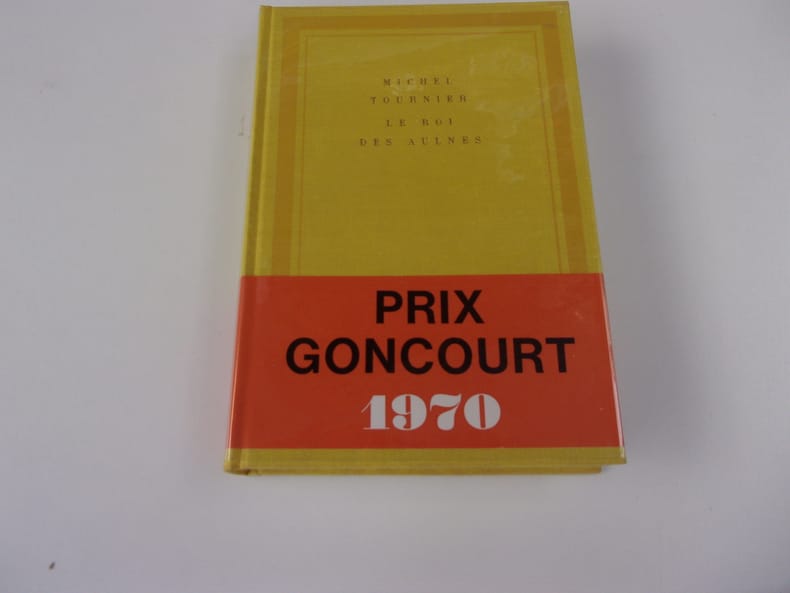 MICHEL
TOURNIER
LE ROI
DES AULNES
PRIX
GONCOURT
1970